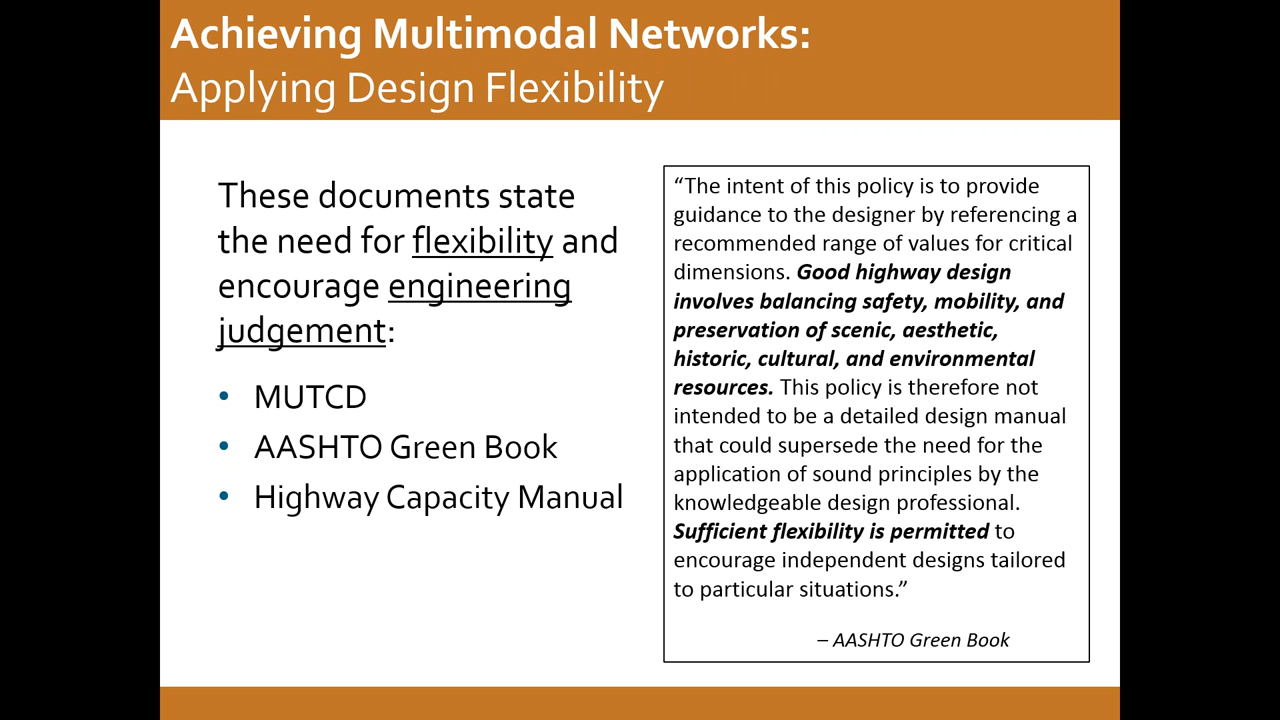 Achieving Multimodal Networks:
Applying Design Flexibility
These documents state
the need for flexibility and
encourage engineering
judgement:
• MUTCD
• AASHTO Green Book
• Highway Capacity Manual
“The intent of this policy is to provide
guidance to the designer by referencing a
recommended range of values for critical
dimensions. Good highway design
involves balancing safety, mobility, and
preservation of scenic, aesthetic,
historic, cultural, and environmental
resources. This policy is therefore not
intended to be a detailed design manual
that could supersede the need for the
application of sound principles by the
knowledgeable design professional.
Sufficient flexibility is permitted to
encourage independent designs tailored
to particular situations.”
– AASHTO Green Book